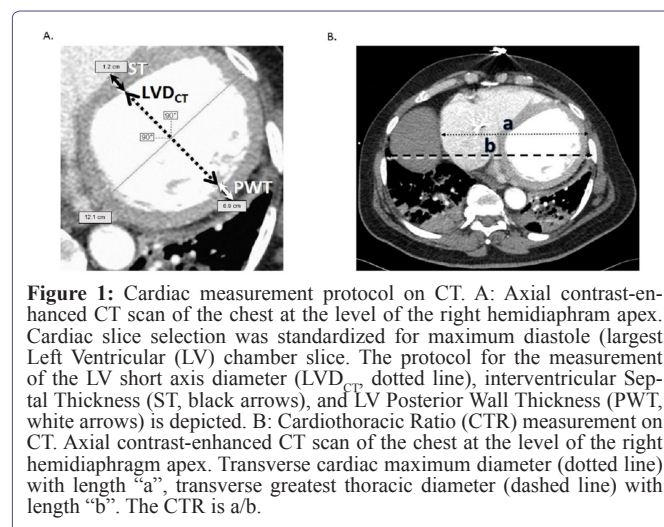 A.
B.
1.2 cm
ST
LVD_CT
90°
90°
PWT
12.1 cm
a
b
Figure 1: Cardiac measurement protocol on CT. A: Axial contrast-en-
hanced CT scan of the chest at the level of the right hemidiaphram apex.
Cardiac slice selection was standardized for maximum diastole (largest
Left Ventricular (LV) chamber slice. The protocol for the measurement
of the LV short axis diameter (LVD_CT, dotted line), interventricular Sep-
tal Thickness (ST, black arrows), and LV Posterior Wall Thickness (PWT,
white arrows) is depicted. B: Cardiothoracic Ratio (CTR) measurement on
CT. Axial contrast-enhanced CT scan of the chest at the level of the right
hemidiaphragm apex. Transverse cardiac maximum diameter (dotted line)
with length “a”, transverse greatest thoracic diameter (dashed line) with
length “b”. The CTR is a/b.